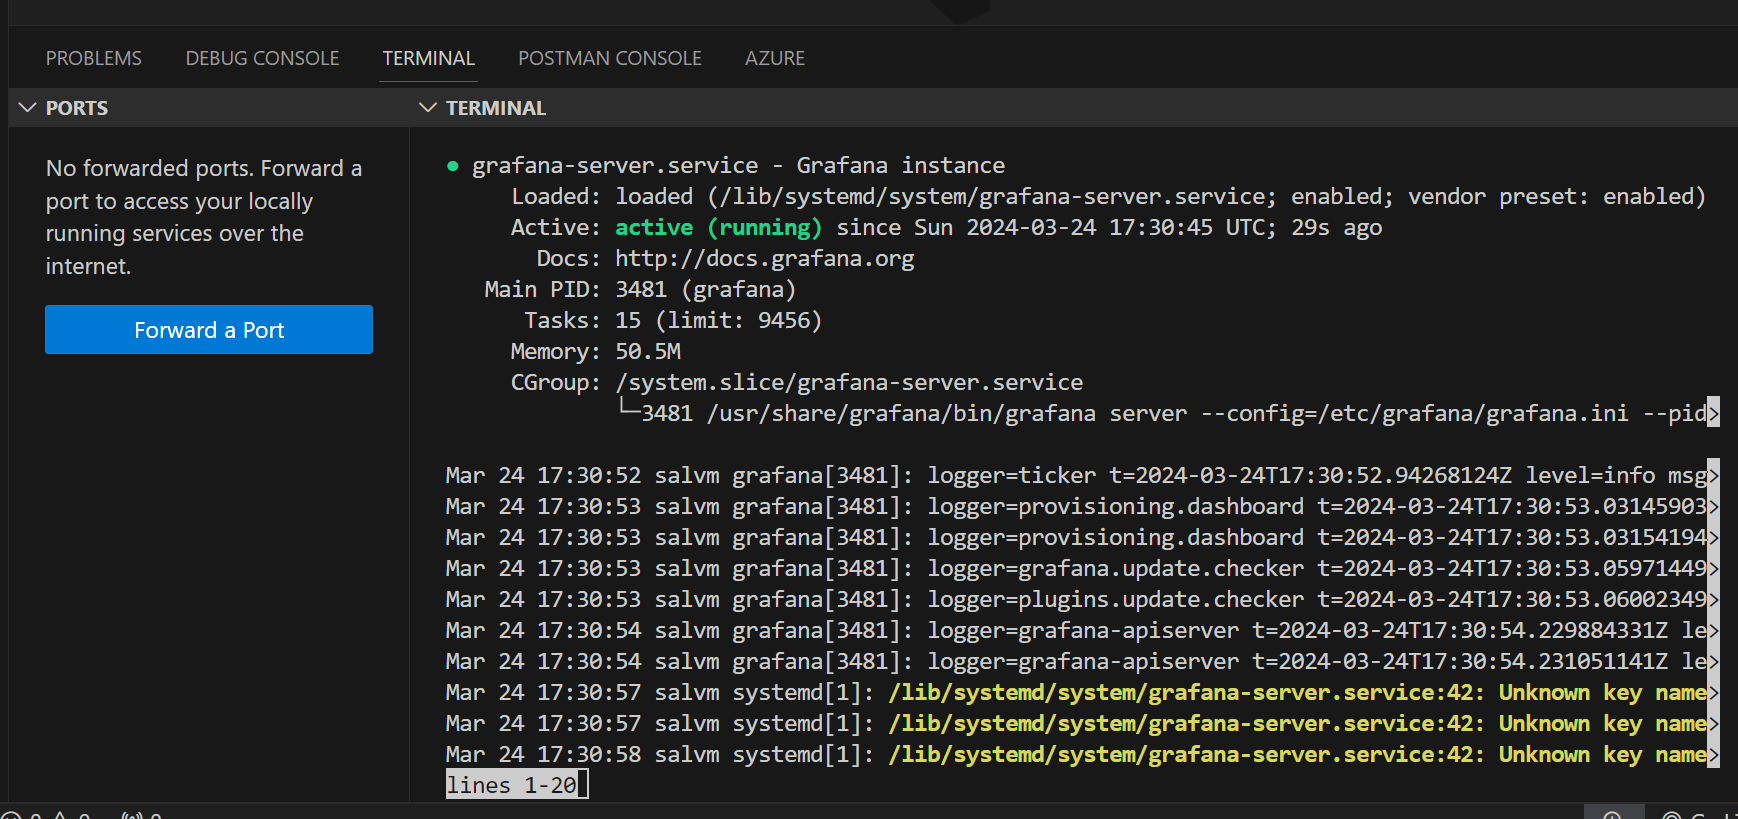 PROBLEMS DEBUG CONSOLE TERMINAL POSTMAN CONSOLE AZURE
PORTS
No forwarded ports. Forward a
port to access your locally
running services over the
internet.
Forward a Port
TERMINAL
● grafana-server.service - Grafana instance
Loaded: loaded (/lib/systemd/system/grafana-server.service; enabled; vendor preset: enabled)
Active: active (running) since Sun 2024-03-24 17:30:45 UTC; 29s ago
Docs: http://docs.grafana.org
Main PID: 3481 (grafana)
Tasks: 15 (limit: 9456)
Memory: 50.5M
CGroup: /system.slice/grafana-server.service
└─3481 /usr/share/grafana/bin/grafana server --config=/etc/grafana/grafana.ini --pid>
Mar 24 17:30:52 salvm grafana[3481]: logger=ticker t=2024-03-24T17:30:52.94268124Z level=info msg>
Mar 24 17:30:53 salvm grafana[3481]: logger=provisioning.dashboard t=2024-03-24T17:30:53.03145903>
Mar 24 17:30:53 salvm grafana[3481]: logger=provisioning.dashboard t=2024-03-24T17:30:53.03154194>
Mar 24 17:30:53 salvm grafana[3481]: logger=grafana.update.checker t=2024-03-24T17:30:53.05971449>
Mar 24 17:30:53 salvm grafana[3481]: logger=plugins.update.checker t=2024-03-24T17:30:53.06002349>
Mar 24 17:30:54 salvm grafana[3481]: logger=grafana-apiserver t=2024-03-24T17:30:54.229884331Z le>
Mar 24 17:30:54 salvm grafana[3481]: logger=grafana-apiserver t=2024-03-24T17:30:54.231051141Z le>
Mar 24 17:30:57 salvm systemd[1]: /lib/systemd/system/grafana-server.service:42: Unknown key name>
Mar 24 17:30:57 salvm systemd[1]: /lib/systemd/system/grafana-server.service:42: Unknown key name>
Mar 24 17:30:58 salvm systemd[1]: /lib/systemd/system/grafana-server.service:42: Unknown key name>
lines 1-20